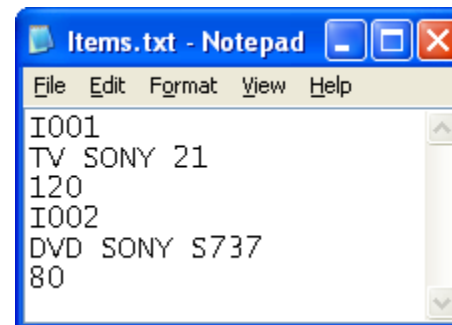 Items.txt - Notepad
File Edit Format View Help
I001
TV SONY 21
120
I002
DVD SONY S737
80